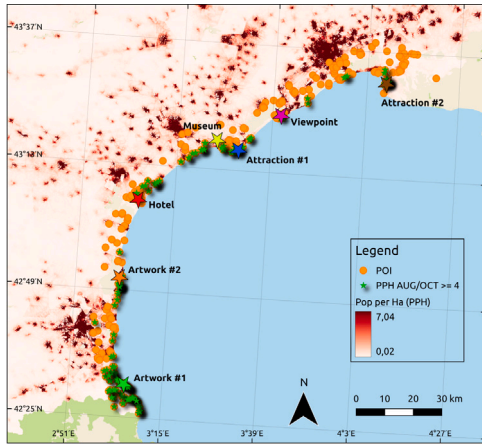 43°37'N
Attraction #2
Viewpoint
Museum
43°13'N
Attraction #1
Hotel
42°49'N
Artwork #2
Legend
POI
PPH AUG/OCT >= 4
Pop per Ha (PPH)
7,04
0,02
Artwork #1
N
42°25'N
0 10 20 30 km
2°51'E 3°15'E 3°39'E 4°3'E 4°27'E